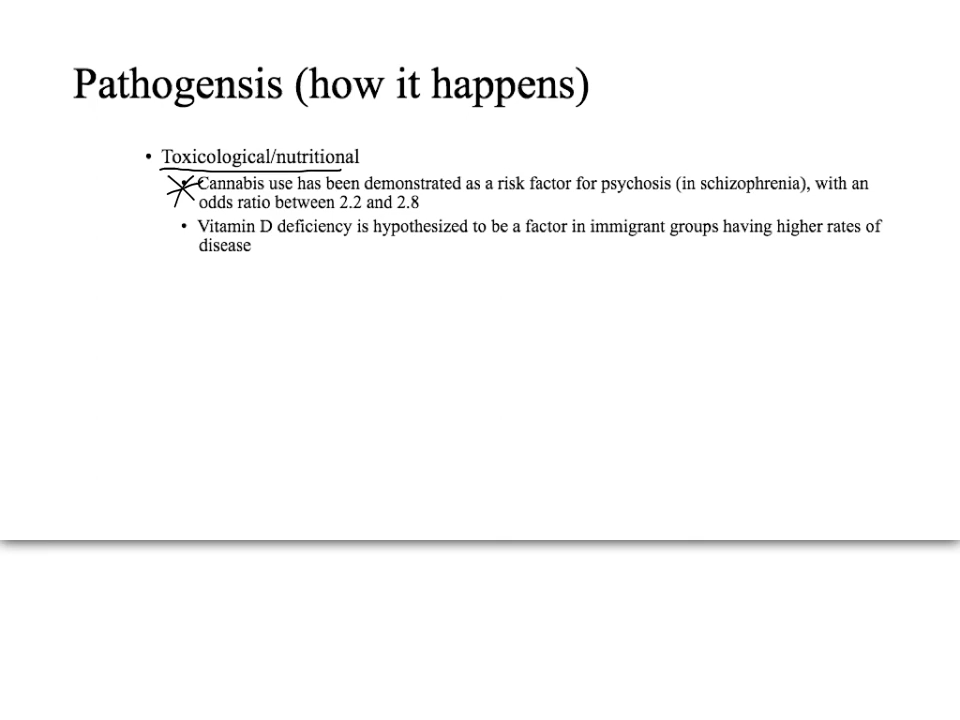 Pathogensis (how it happens)
• Toxicological/nutritional
• Cannabis use has been demonstrated as a risk factor for psychosis (in schizophrenia), with an
odds ratio between 2.2 and 2.8
• Vitamin D deficiency is hypothesized to be a factor in immigrant groups having higher rates of
disease